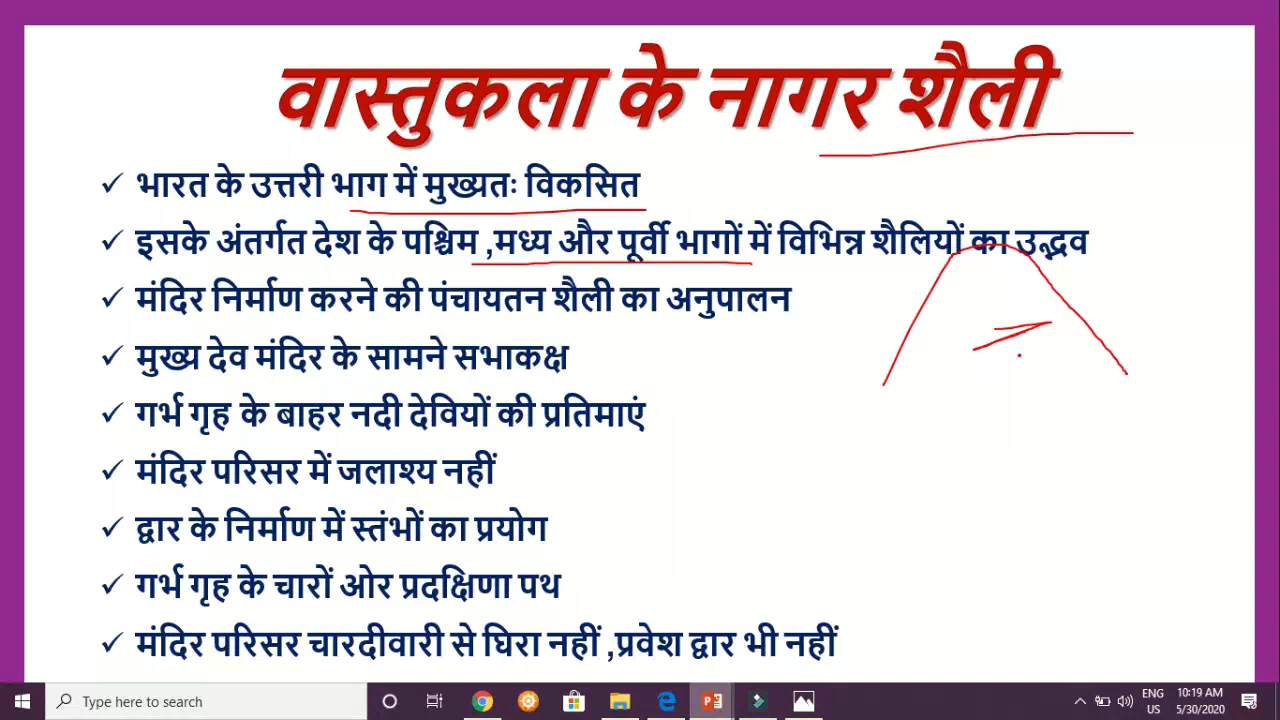 वास्तुकला के नागर शैली
✓ भारत के उत्तरी भाग में मुख्यतः विकसित
✓ इसके अंतर्गत देश के पश्चिम ,मध्य और पूर्वी भागों में विभिन्न शैलियों का उद्भव
✓ मंदिर निर्माण करने की पंचायतन शैली का अनुपालन
✓ मुख्य देव मंदिर के सामने सभाकक्ष
✓ गर्भ गृह के बाहर नदी देवियों की प्रतिमाएं
✓ मंदिर परिसर में जलाश्य नहीं
✓ द्वार के निर्माण में स्तंभों का प्रयोग
✓ गर्भ गृह के चारों ओर प्रदक्षिणा पथ
✓ मंदिर परिसर चारदीवारी से घिरा नहीं ,प्रवेश द्वार भी नहीं
Type here to search
ENG
US
10:19 AM
5/30/2020